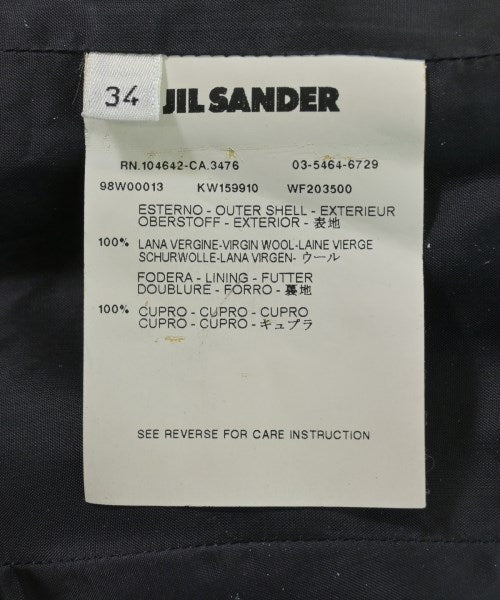 34
JIL SANDER
RN.104642-CA.3476 03-5464-6729
98W00013 KW159910 WF203500
ESTERNO - OUTER SHELL - EXTERIEUR
OBERSTOFF - EXTERIOR - 表地
100% LANA VERGINE-VIRGIN WOOL-LAINE VIERGE
SCHURWOLLE-LANA VIRGEN- ウール
FODERA - LINING - FUTTER
DOUBLURE - FORRO - 裏地
100% CUPRO - CUPRO - CUPRO
CUPRO - CUPRO - キュプラ
SEE REVERSE FOR CARE INSTRUCTION